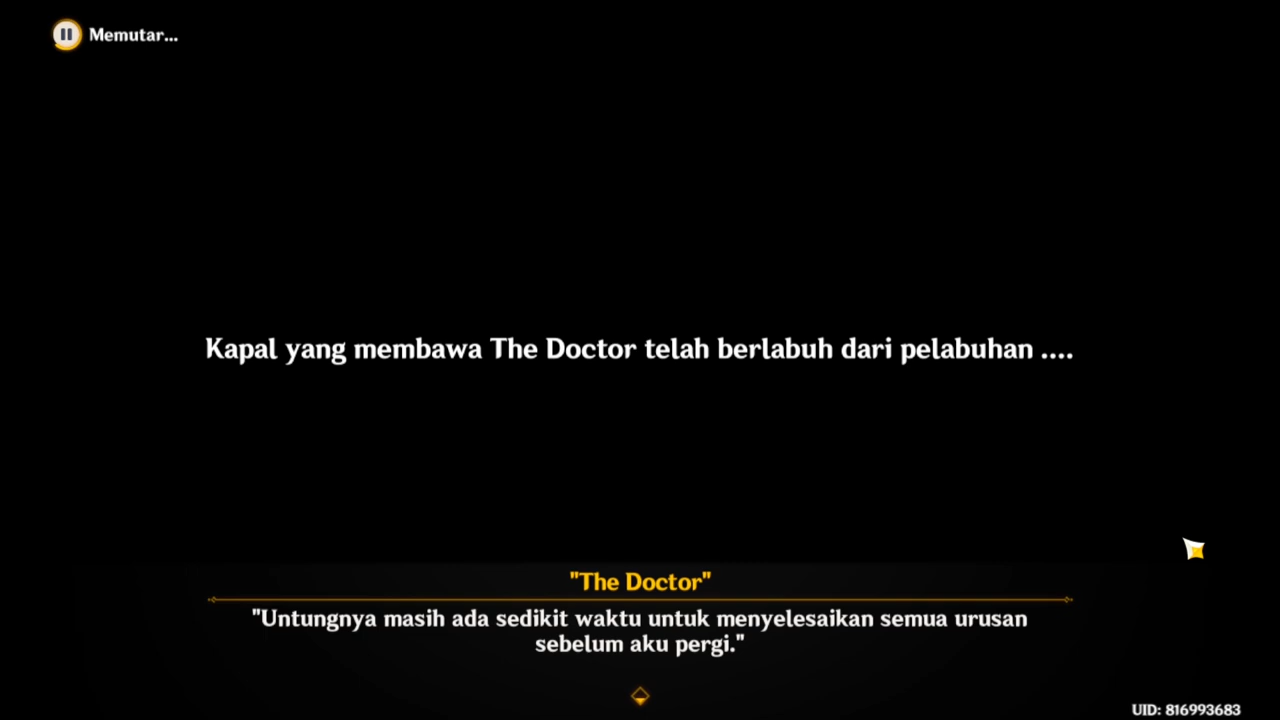 Memutar...
Kapal yang membawa The Doctor telah berlabuh dari pelabuhan ....
"The Doctor"
"Untungnya masih ada sedikit waktu untuk menyelesaikan semua urusan
sebelum aku pergi."
UID: 816993683